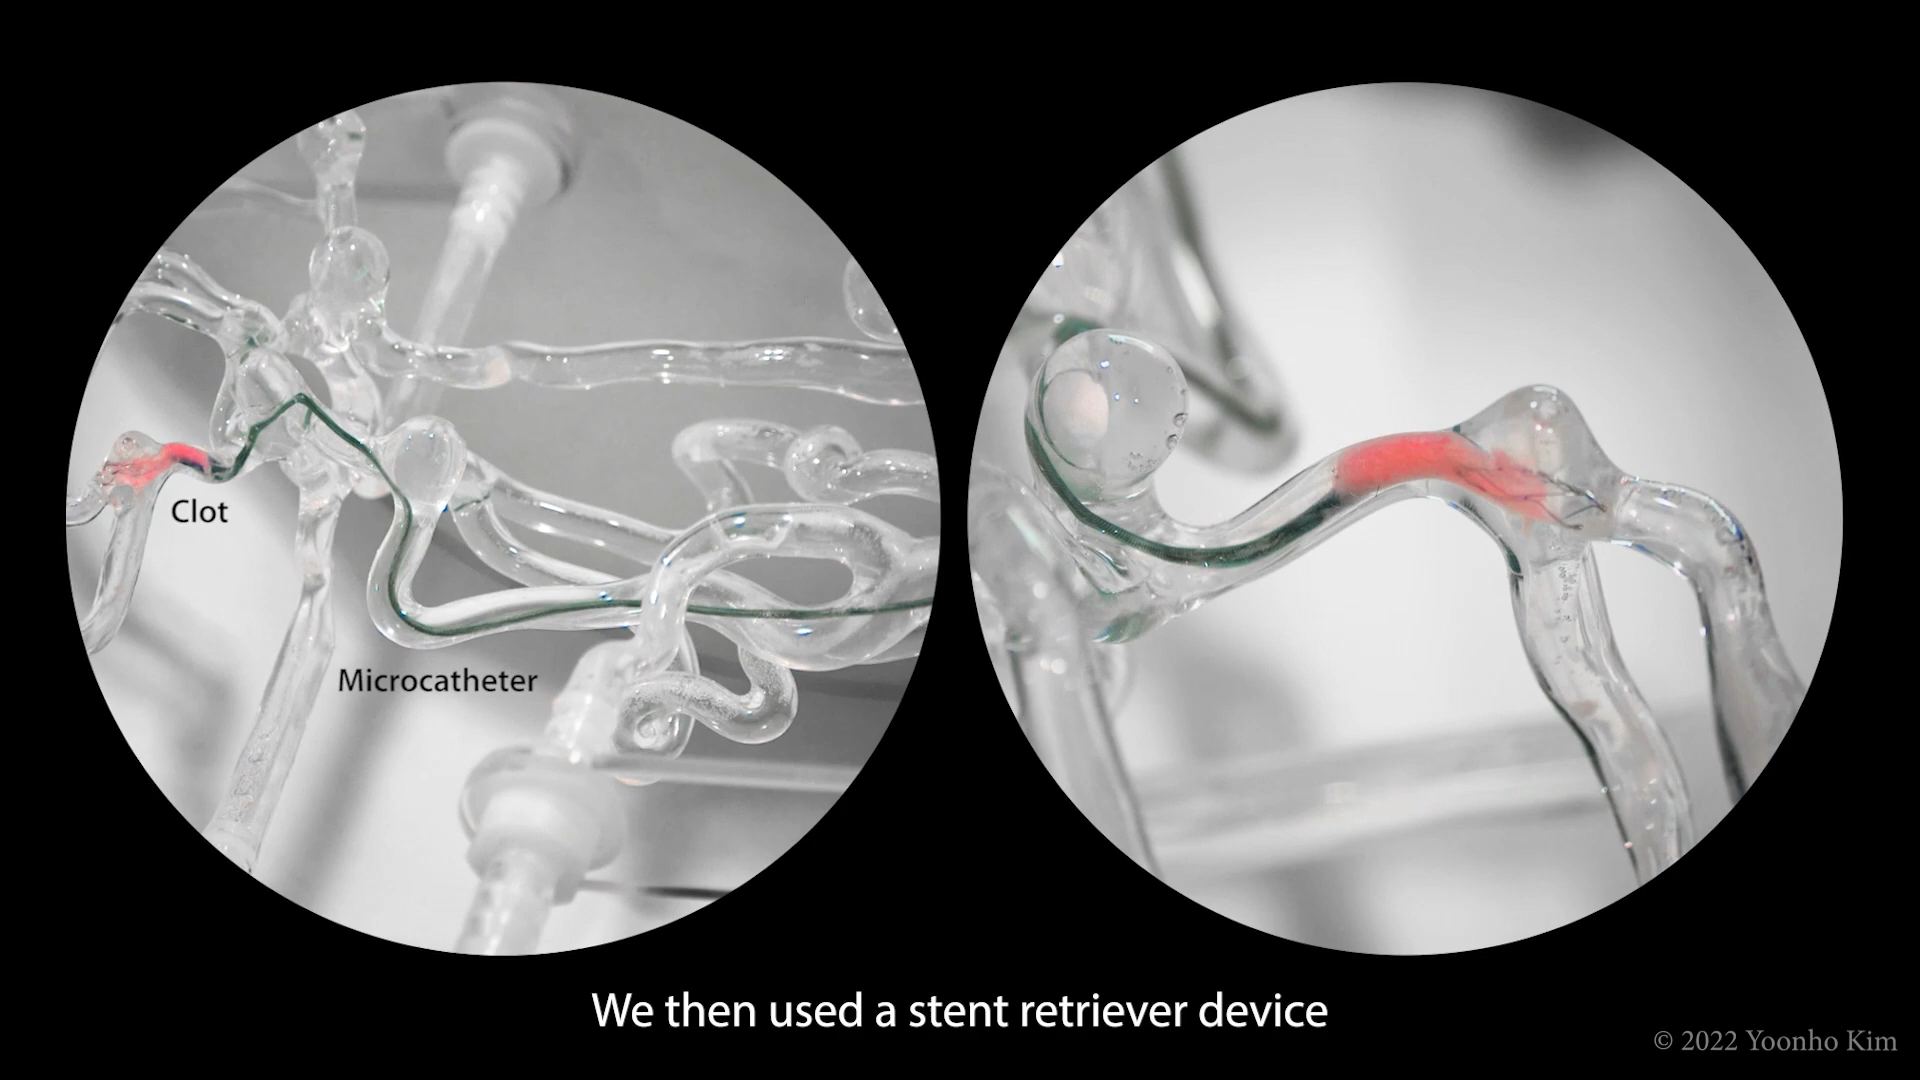 Clot
Microcatheter
We then used a stent retriever device
© 2022 Yoonho Kim